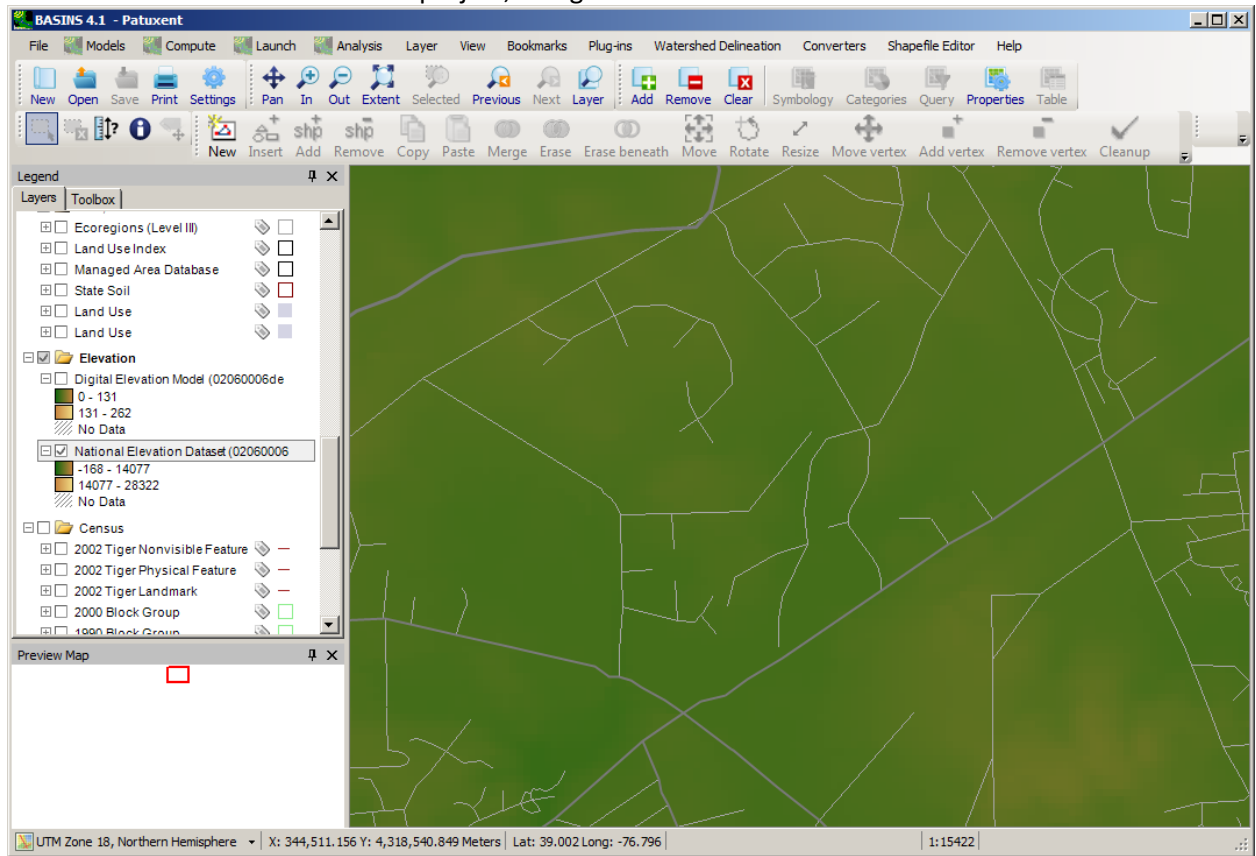 BASINS 4.1 - Patuxent
File Models Compute Launch Analysis Layer View Bookmarks Plug-ins Watershed Delineation Converters Shapefile Editor Help
New Open Save Print Settings Pan In Out Extent Selected Previous Next Layer Add Remove Clear Symbology Categories Query Properties Table
New Insert Add Remove Copy Paste Merge Erase Erase beneath Move Rotate Resize Move vertex Add vertex Remove vertex Cleanup
Legend
Layers Toolbox
Ecoregions (Level III)
Land Use Index
Managed Area Database
State Soil
Land Use
Land Use
Elevation
Digital Elevation Model (02060006de
0 - 131
131 - 262
No Data
National Elevation Dataset (02060006
-168 - 14077
14077 - 28322
No Data
Census
2002 Tiger Nonvisible Feature
2002 Tiger Physical Feature
2002 Tiger Landmark
2000 Block Group
1990 Block Group
Preview Map
UTM Zone 18, Northern Hemisphere X: 344,511.156 Y: 4,318,540.849 Meters Lat: 39.002 Long: -76.796 1:15422